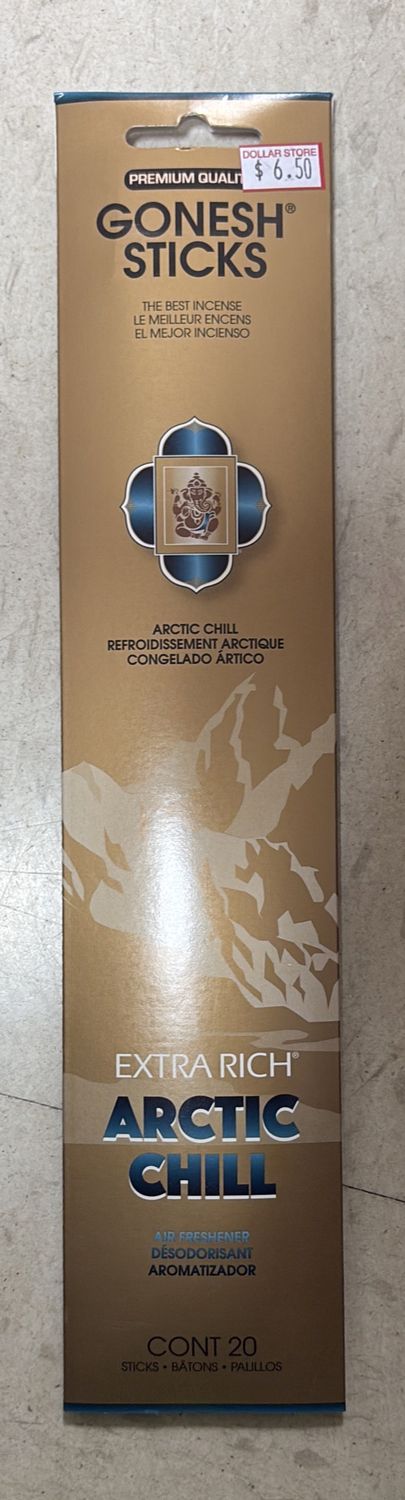 PREMIUM
DOLLAR STORE
$ 6.50
GONESH®
STICKS
THE BEST INCENSE
LE MEILLEUR ENCENS
EL MEJOR INCIENSO
ARCTIC CHILL
REFROIDISSEMENT ARCTIQUE
CONGELADO ÁRTICO
EXTRA RICH®
ARCTIC
CHILL
AIR FRESHENER
DÉSODORISANT
AROMATIZADOR
CONT 20
STICKS • BÂTONS • PALILLOS